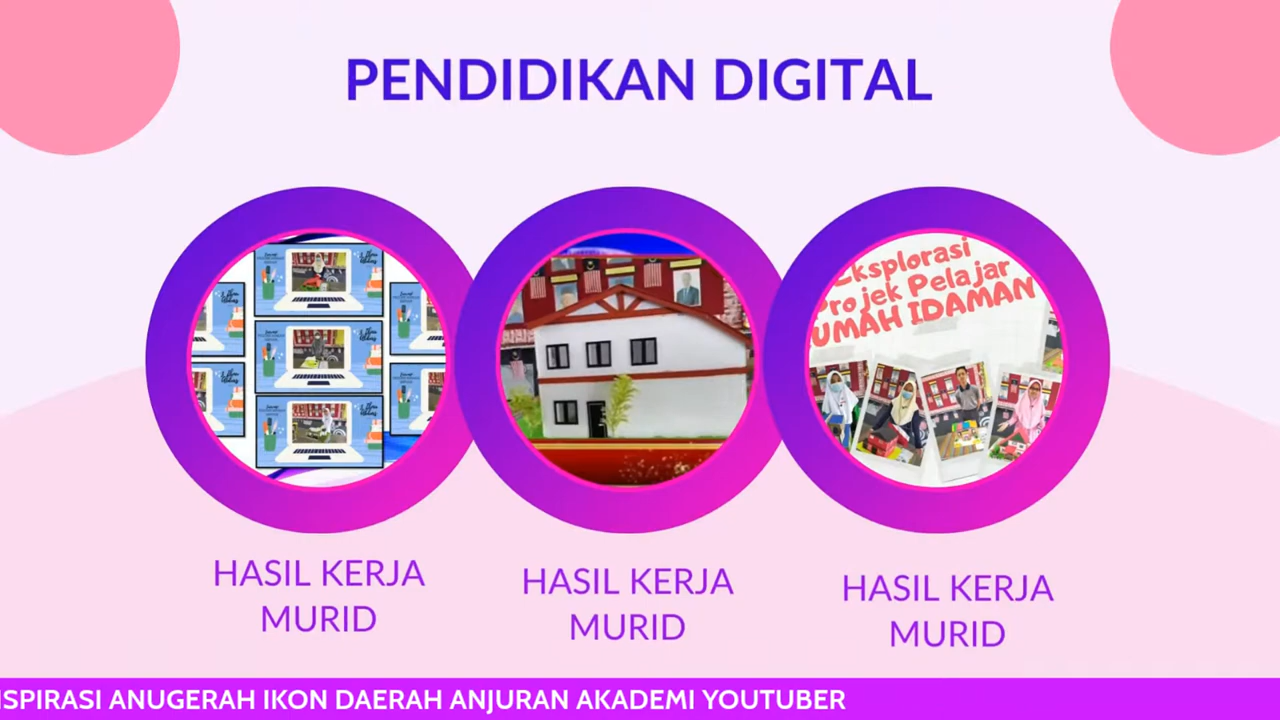 PENDIDIKAN DIGITAL
Eksplorasi
Projek Pelajar
RUMAH IDAMAN
HASIL KERJA
MURID
HASIL KERJA
MURID
HASIL KERJA
MURID
NSPIRASI ANUGERAH IKON DAERAH ANJURAN AKADEMI YOUTUBER